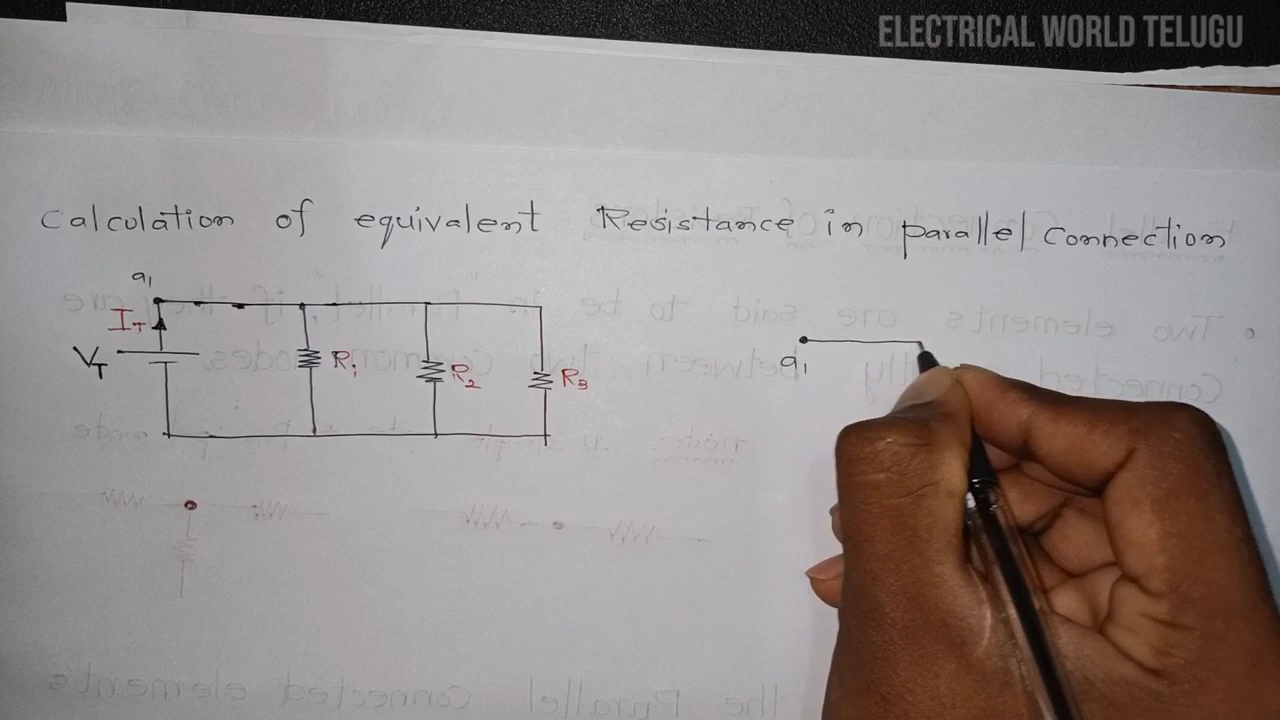 ELECTRICAL WORLD TELUGU
Calculation of equivalent Resistance in parallel Connection
a1
IT
VT
R1
R2
R3
a1